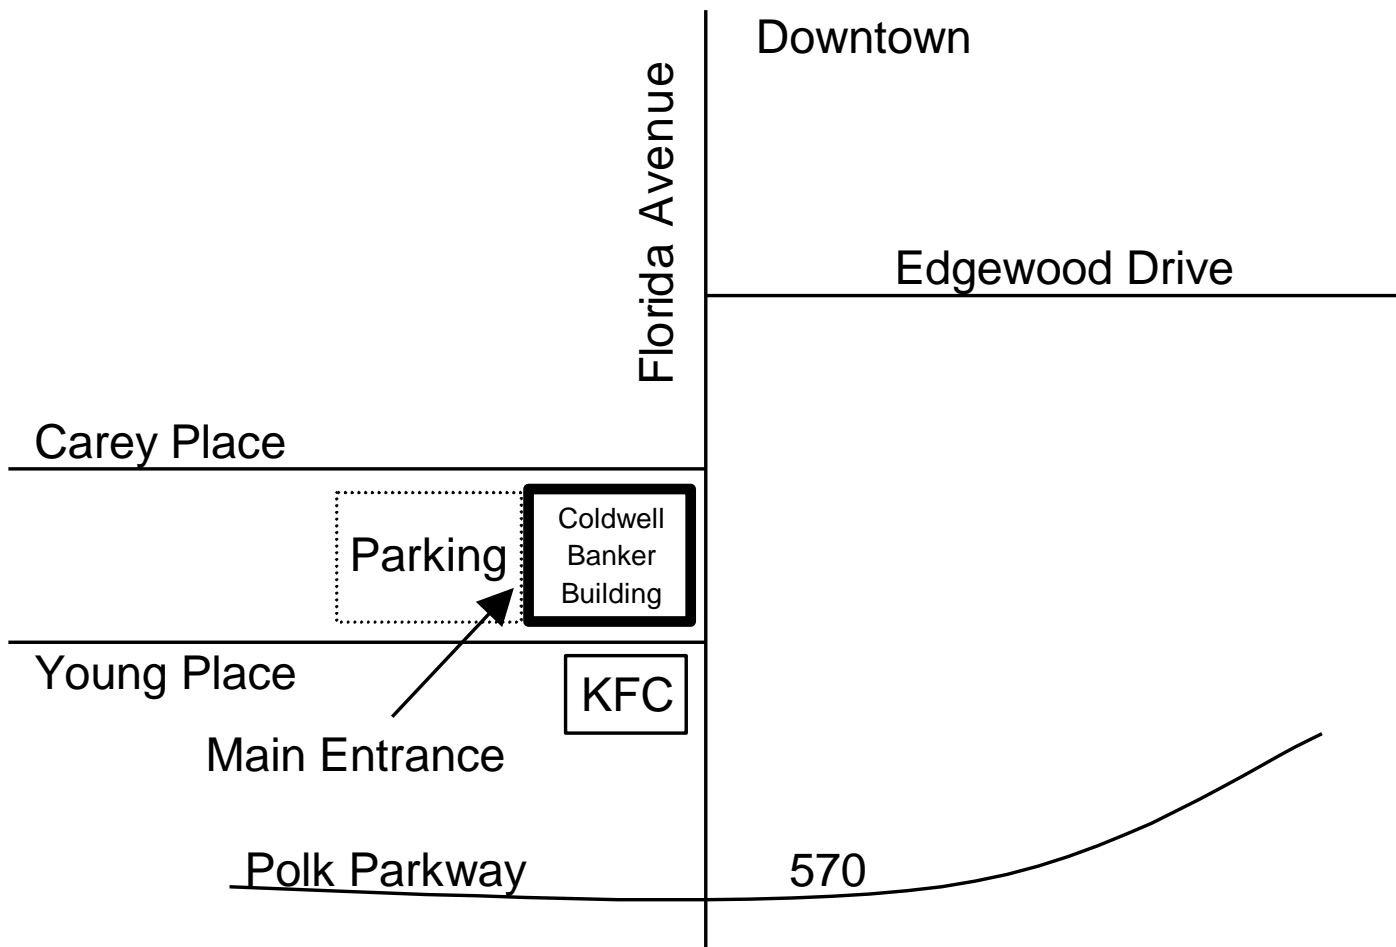 Downtown
Florida Avenue
Edgewood Drive
Carey Place
Parking
Coldwell
Banker
Building
Young Place
KFC
Main Entrance
Polk Parkway
570